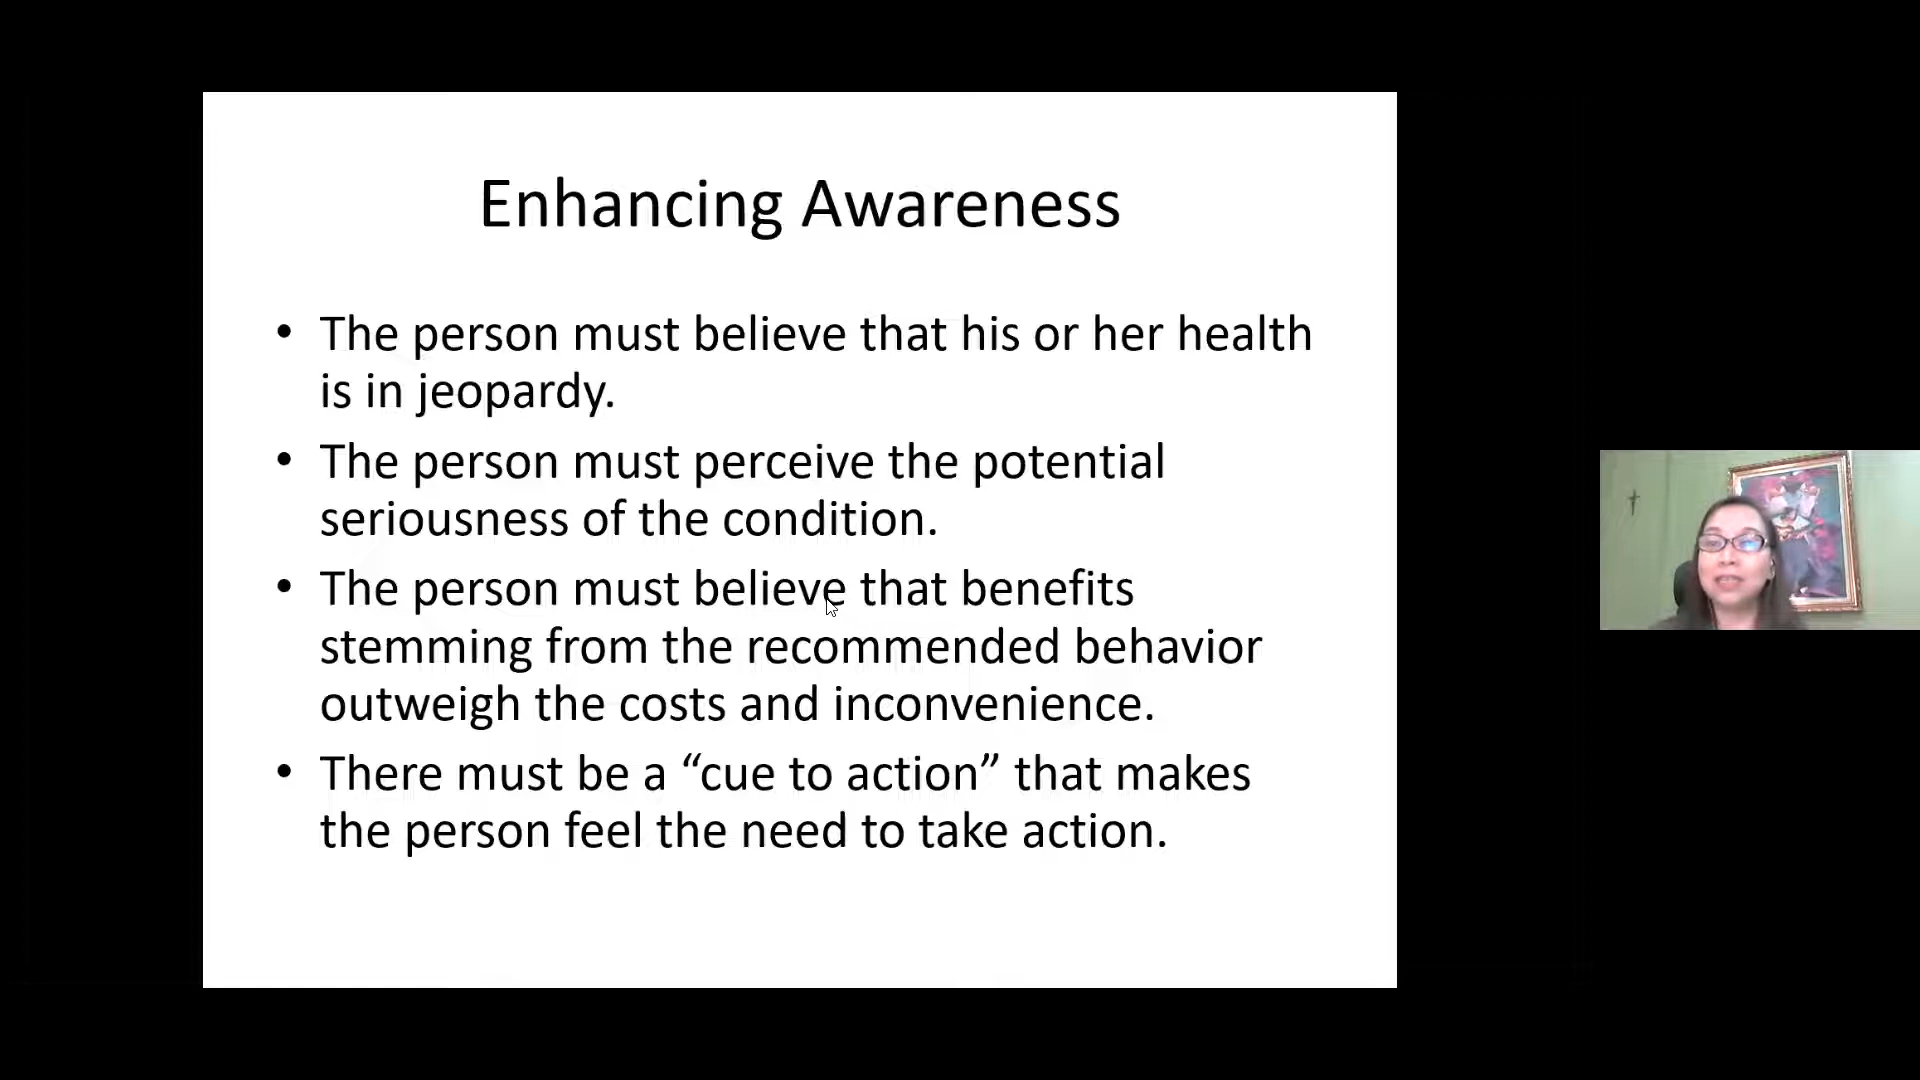 Enhancing Awareness
• The person must believe that his or her health
is in jeopardy.
• The person must perceive the potential
seriousness of the condition.
• The person must believe that benefits
stemming from the recommended behavior
outweigh the costs and inconvenience.
• There must be a “cue to action” that makes
the person feel the need to take action.